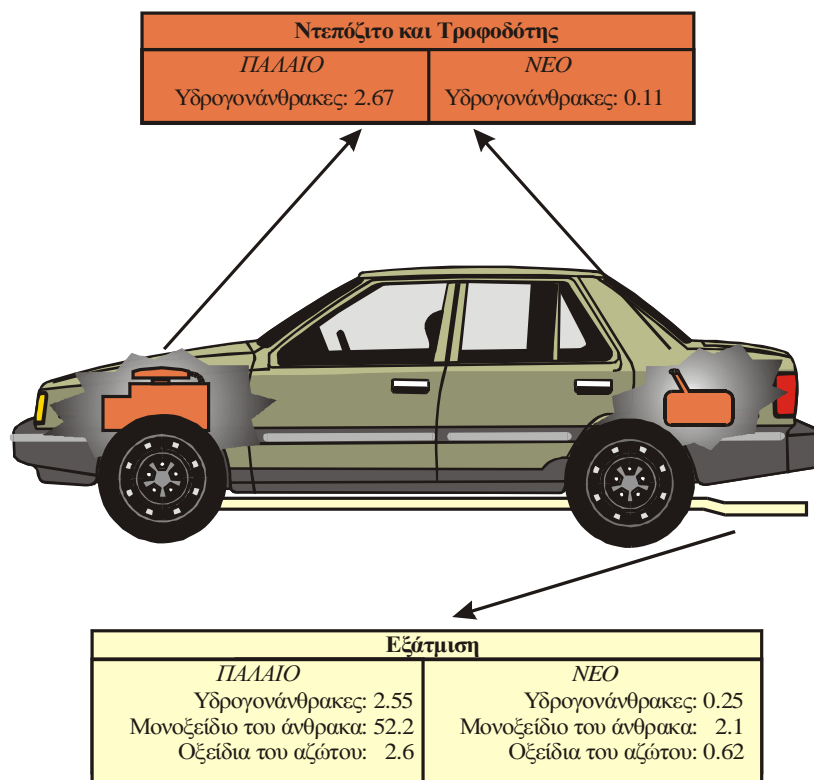 Ντεπόζιτο και Τροφοδότης
ΠΑΛΑΙΟ
Υδρογονάνθρακες: 2.67
ΝΕΟ
Υδρογονάνθρακες: 0.11
Εξάτμιση
ΠΑΛΑΙΟ
Υδρογονάνθρακες: 2.55
Μονοξείδιο του άνθρακα: 52.2
Οξείδια του αζώτου: 2.6
ΝΕΟ
Υδρογονάνθρακες: 0.25
Μονοξείδιο του άνθρακα: 2.1
Οξείδια του αζώτου: 0.62